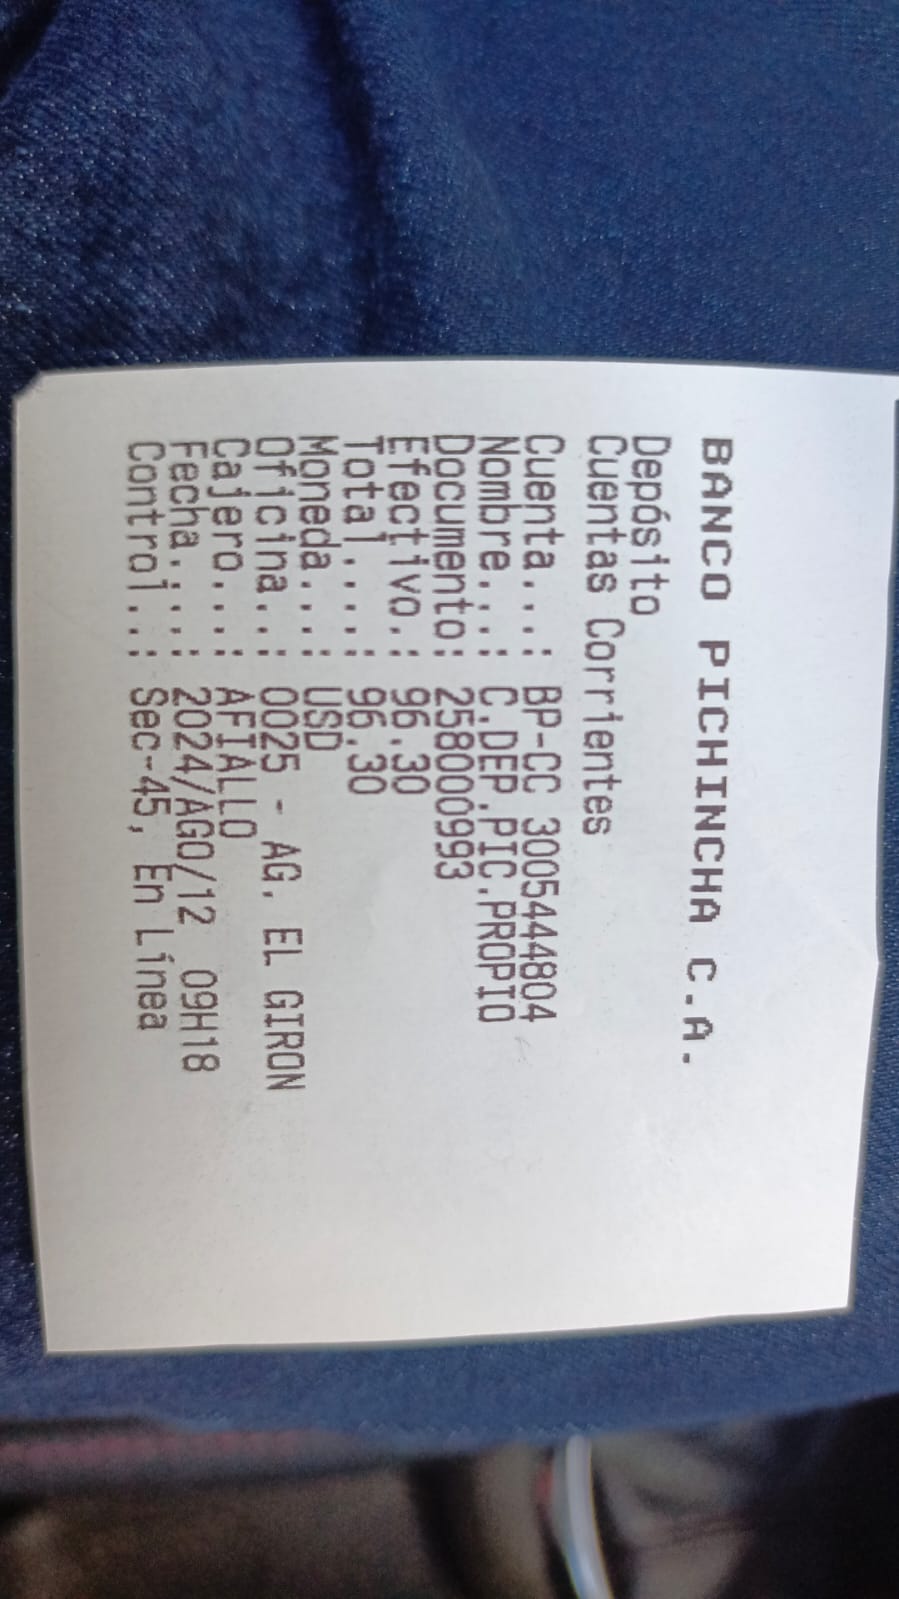 BANCO PICHINCHA C.A.
Depósito
Cuentas Corrientes
Cuenta...: BP-CC 3005444804
Nombre...: C.DEP.PIC.PROPIO
Documento: 258000993
Efectivo.: 96.30
Total....: 96.30
Moneda...: USD
Oficina..: 0025 - AG. EL GIRON
Cajero...: AFIALLO
Fecha....: 2024/AGO/12 09H18
Control..: Sec-45, En Línea